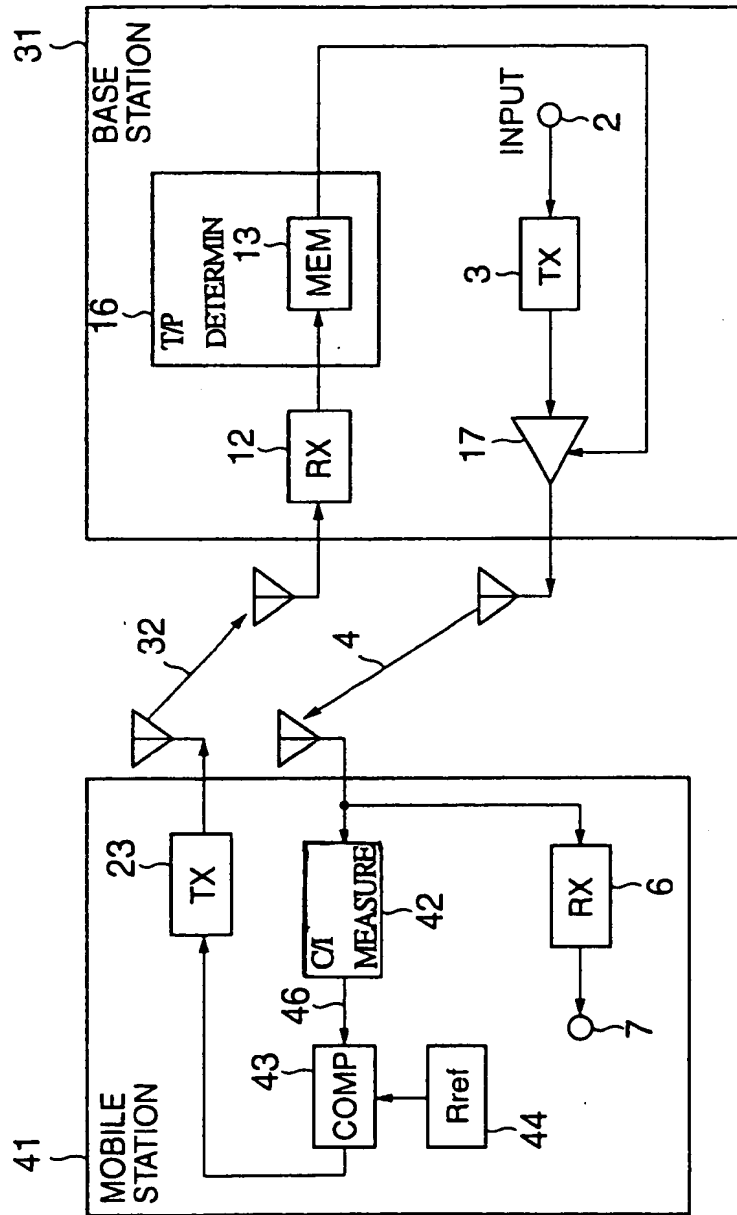 41
MOBILE
STATION
23
TX
43
COMP
46
C/I
MEASURE
42
Rref
44
RX
6
7
32
4
31
BASE
STATION
16
T/P
DETERMIN
13
MEM
12
RX
17
3
TX
INPUT
2